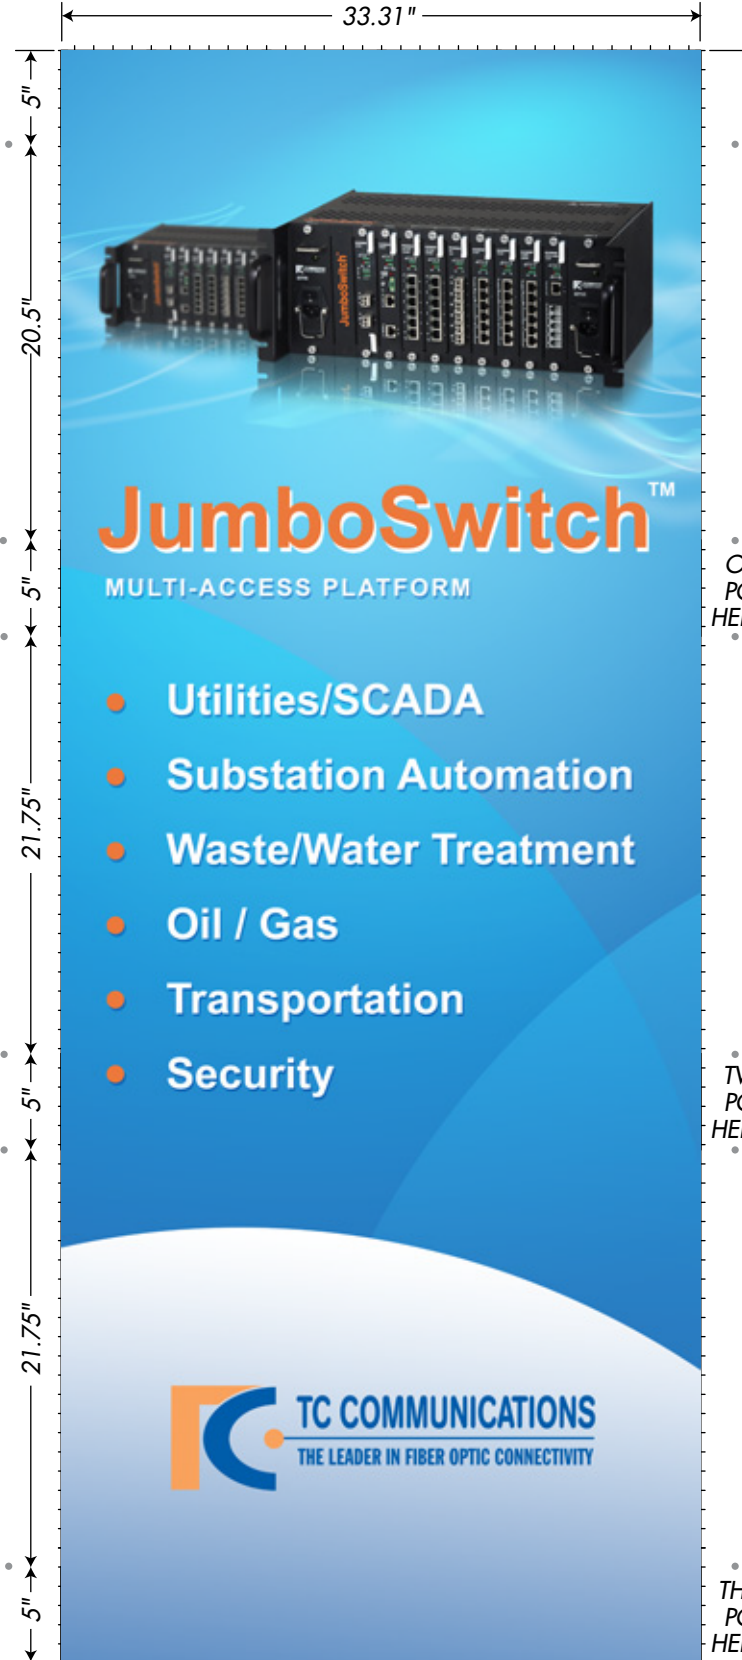 33.31"
5"
20.5"
JumboSwitch
JumboSwitch™
MULTI-ACCESS PLATFORM
5"
Utilities/SCADA
Substation Automation
Waste/Water Treatment
Oil / Gas
Transportation
Security
21.75"
5"
21.75"
TC COMMUNICATIONS
THE LEADER IN FIBER OPTIC CONNECTIVITY
5"